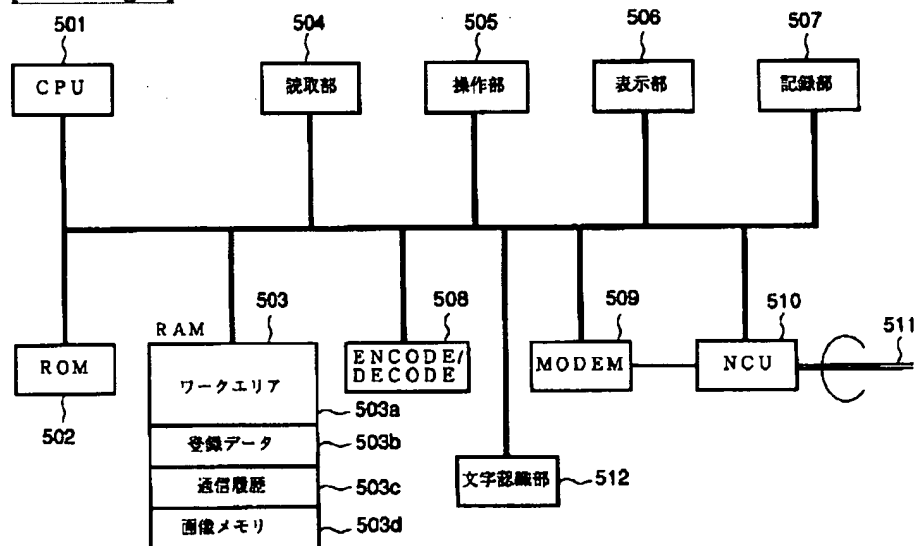 501
504
505
506
507
CPU
読取部
操作部
表示部
記録部
RAM
503
508
509
510
511
ROM
502
ワークエリア
503a
登録データ
503b
通信履歴
503c
画像メモリ
503d
ENCODE/
DECODE
MODEM
NCU
文字認識部
512